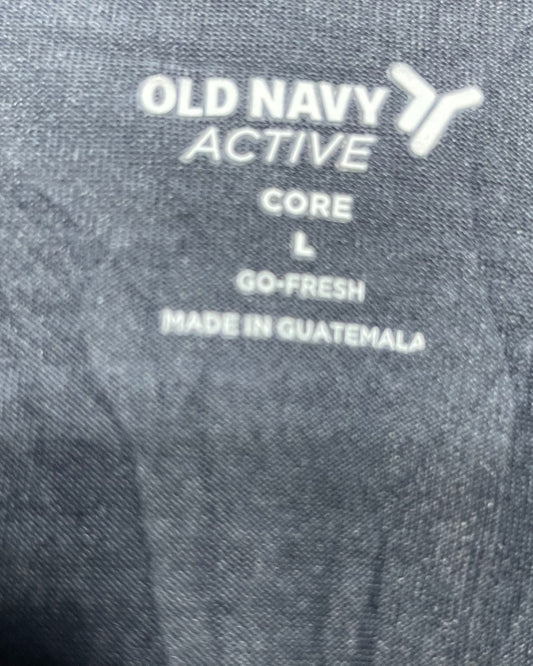 OLD NAVY
ACTIVE
CORE
L
GO-FRESH
MADE IN GUATEMALA